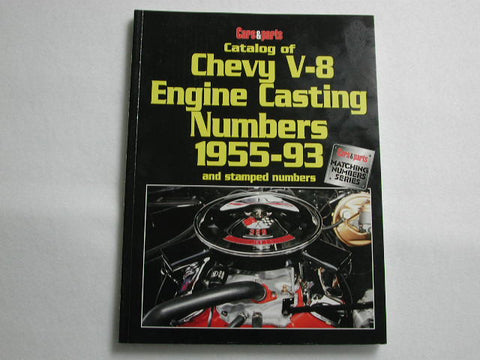 Cars & Parts
Catalog of
Chevy V-8
Engine Casting
Numbers
1955-93
and stamped numbers
Cars & Parts
MATCHING
NUMBERS
SERIES